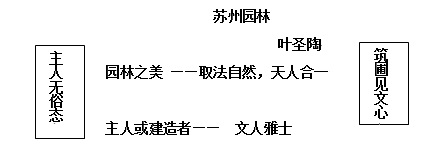 苏州园林
叶圣陶
主人无俗态
园林之美 ——取法自然，天人合一
主人或建造者—— 文人雅士
筑圃见文心